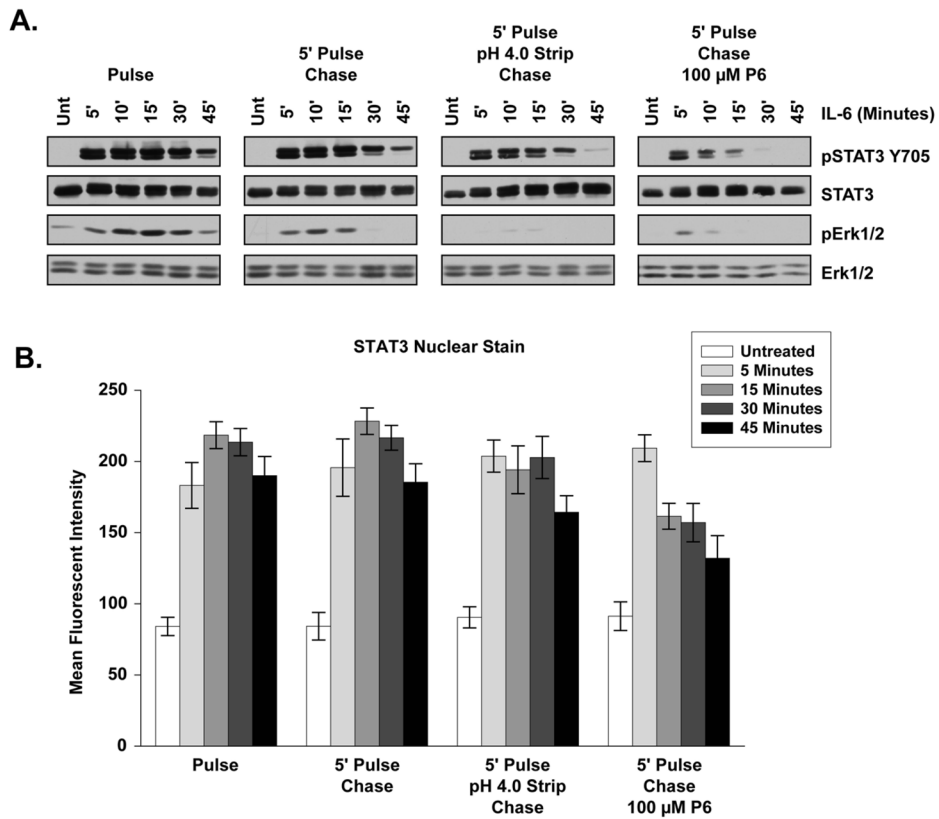 A.
Pulse
5' Pulse
Chase
5' Pulse
pH 4.0 Strip
Chase
5' Pulse
Chase
100 µM P6
Unt 5' 10' 15' 30' 45' Unt 5' 10' 15' 30' 45' Unt 5' 10' 15' 30' 45' Unt 5' 10' 15' 30' 45' IL-6 (Minutes)
pSTAT3 Y705
STAT3
pErk1/2
Erk1/2
B.
STAT3 Nuclear Stain
Untreated
5 Minutes
15 Minutes
30 Minutes
45 Minutes
Mean Fluorescent Intensity
250
200
150
100
50
0
Pulse
5' Pulse
Chase
5' Pulse
pH 4.0 Strip
Chase
5' Pulse
Chase
100 µM P6